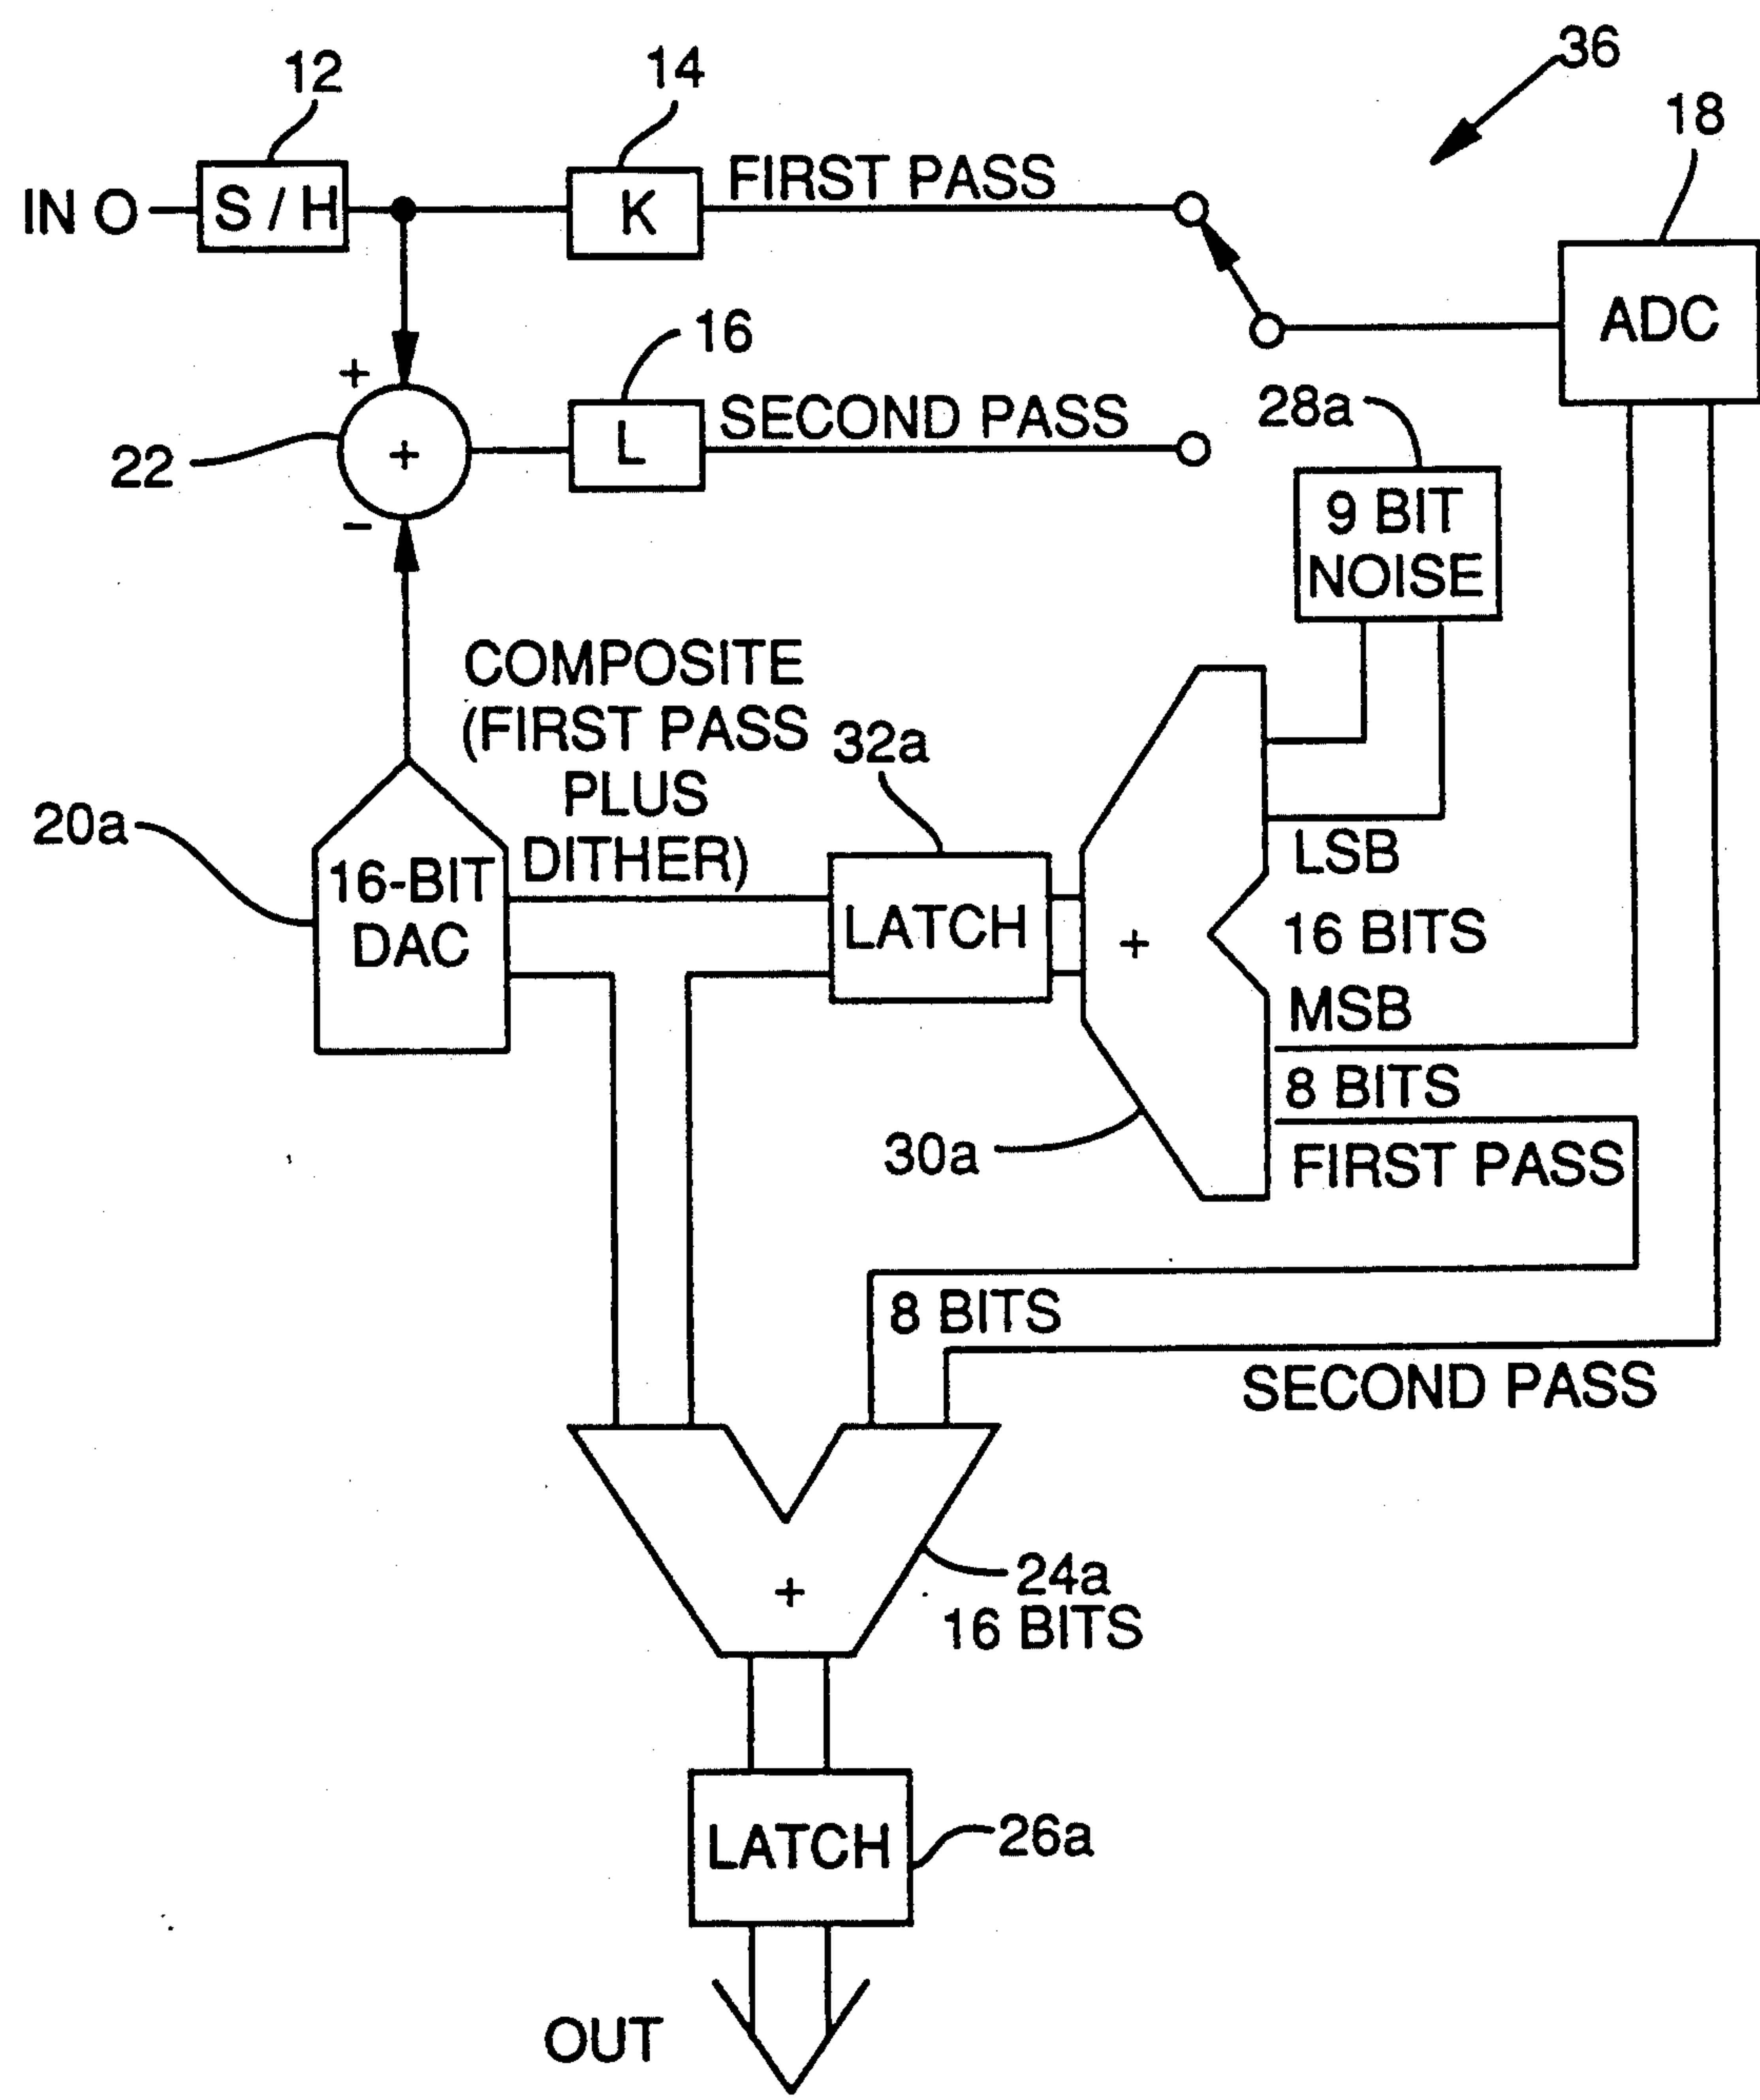 36
12
14
18
IN
S / H
K
FIRST PASS
ADC
16
+
22
+
L
SECOND PASS
28a
-
9 BIT
NOISE
COMPOSITE
(FIRST PASS
PLUS
DITHER)
32a
20a
16-BIT
DAC
LATCH
+
LSB
16 BITS
MSB
8 BITS
30a
FIRST PASS
8 BITS
SECOND PASS
+
24a
16 BITS
LATCH
26a
OUT